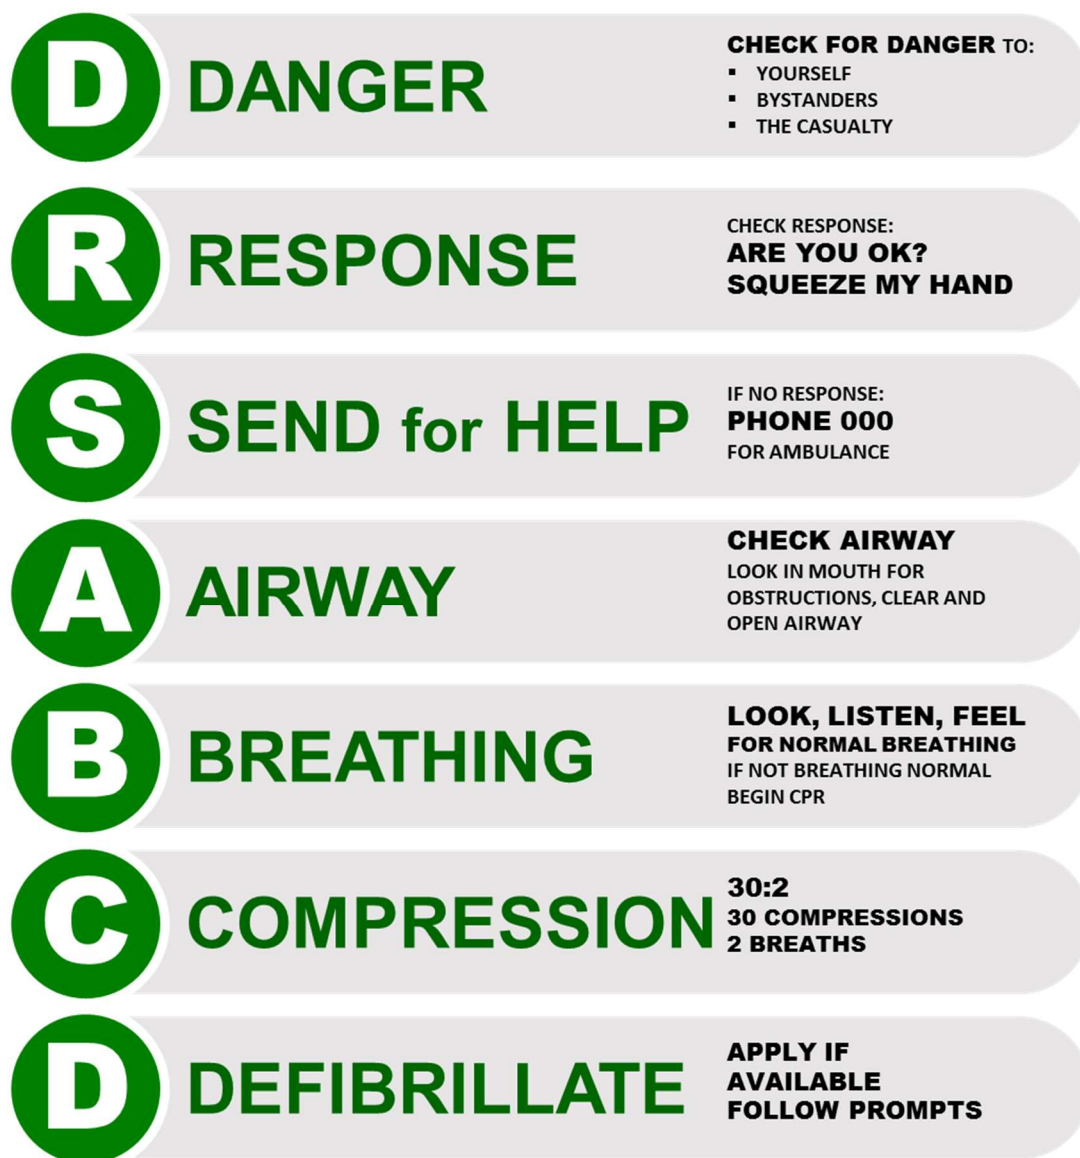 D
DANGER
CHECK FOR DANGER TO:
▪ YOURSELF
▪ BYSTANDERS
▪ THE CASUALTY
R
RESPONSE
CHECK RESPONSE:
ARE YOU OK?
SQUEEZE MY HAND
S
SEND for HELP
IF NO RESPONSE:
PHONE 000
FOR AMBULANCE
A
AIRWAY
CHECK AIRWAY
LOOK IN MOUTH FOR
OBSTRUCTIONS, CLEAR AND
OPEN AIRWAY
B
BREATHING
LOOK, LISTEN, FEEL
FOR NORMAL BREATHING
IF NOT BREATHING NORMAL
BEGIN CPR
C
COMPRESSION
30:2
30 COMPRESSIONS
2 BREATHS
D
DEFIBRILLATE
APPLY IF
AVAILABLE
FOLLOW PROMPTS